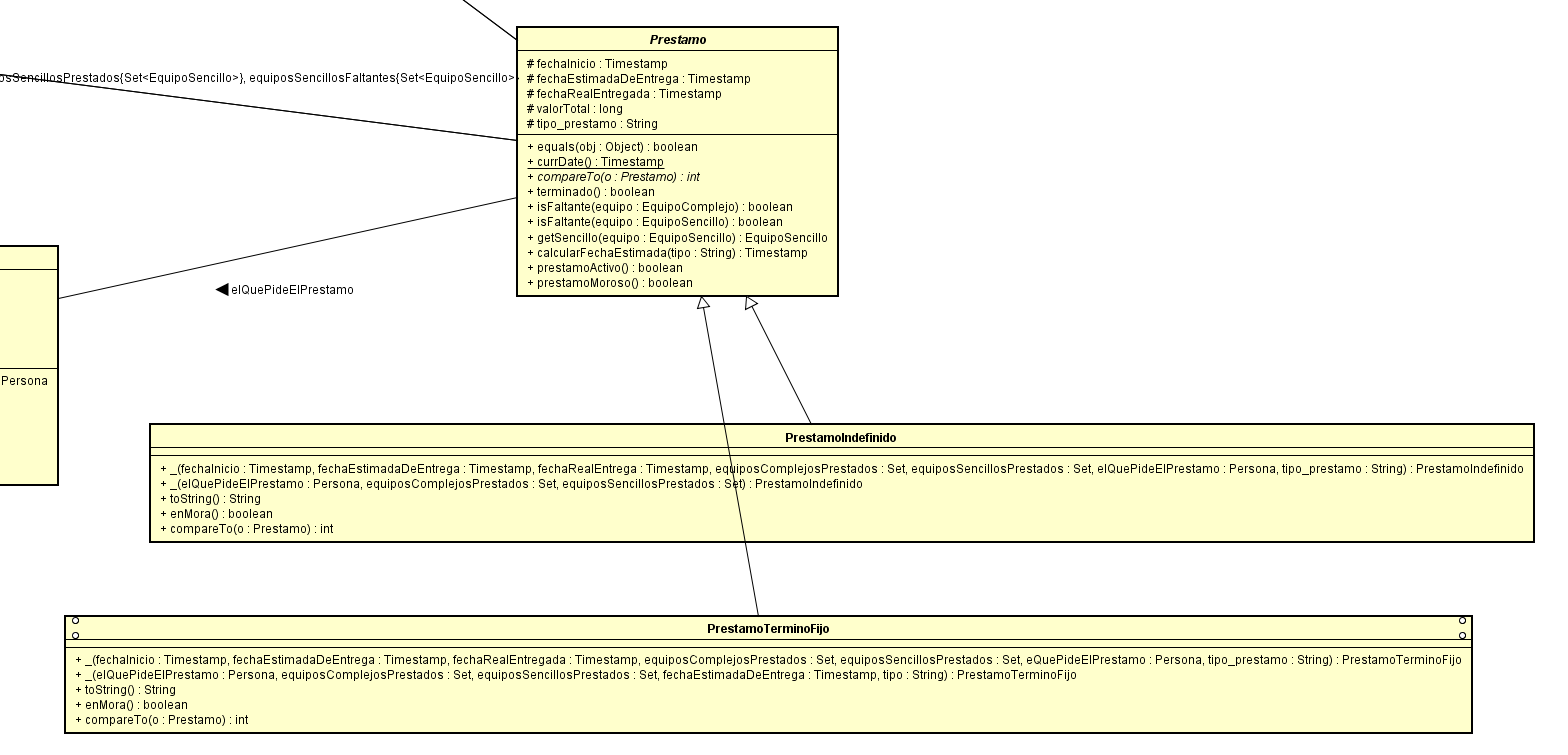 Prestamo
# fechaInicio : Timestamp
# fechaEstimadaDeEntrega : Timestamp
# fechaRealEntregada : Timestamp
# valorTotal : long
# tipo_prestamo : String
osSencillosPrestados{Set<EquipoSencillo>}, equiposSencillosFaltantes{Set<EquipoSencillo>
+ equals(obj : Object) : boolean
+ currDate() : Timestamp
+ compareTo(o : Prestamo) : int
+ terminado() : boolean
+ isFaltante(equipo : EquipoComplejo) : boolean
+ isFaltante(equipo : EquipoSencillo) : boolean
+ getSencillo(equipo : EquipoSencillo) : EquipoSencillo
+ calcularFechaEstimada(tipo : String) : Timestamp
+ prestamoActivo() : boolean
+ prestamoMoroso() : boolean
elQuePideElPrestamo
Persona
PrestamoIndefinido
+ _(fechaInicio : Timestamp, fechaEstimadaDeEntrega : Timestamp, fechaRealEntrega : Timestamp, equiposComplejosPrestados : Set, equiposSencillosPrestados : Set, elQuePideElPrestamo : Persona, tipo_prestamo : String) : PrestamoIndefinido
+ _(elQuePideElPrestamo : Persona, equiposComplejosPrestados : Set, equiposSencillosPrestados : Set) : PrestamoIndefinido
+ toString() : String
+ enMora() : boolean
+ compareTo(o : Prestamo) : int
PrestamoTerminoFijo
+ _(fechaInicio : Timestamp, fechaEstimadaDeEntrega : Timestamp, fechaRealEntregada : Timestamp, equiposComplejosPrestados : Set, equiposSencillosPrestados : Set, eQuePideElPrestamo : Persona, tipo_prestamo : String) : PrestamoTerminoFijo
+ _(elQuePideElPrestamo : Persona, equiposComplejosPrestados : Set, equiposSencillosPrestados : Set, fechaEstimadaDeEntrega : Timestamp, tipo : String) : PrestamoTerminoFijo
+ toString() : String
+ enMora() : boolean
+ compareTo(o : Prestamo) : int